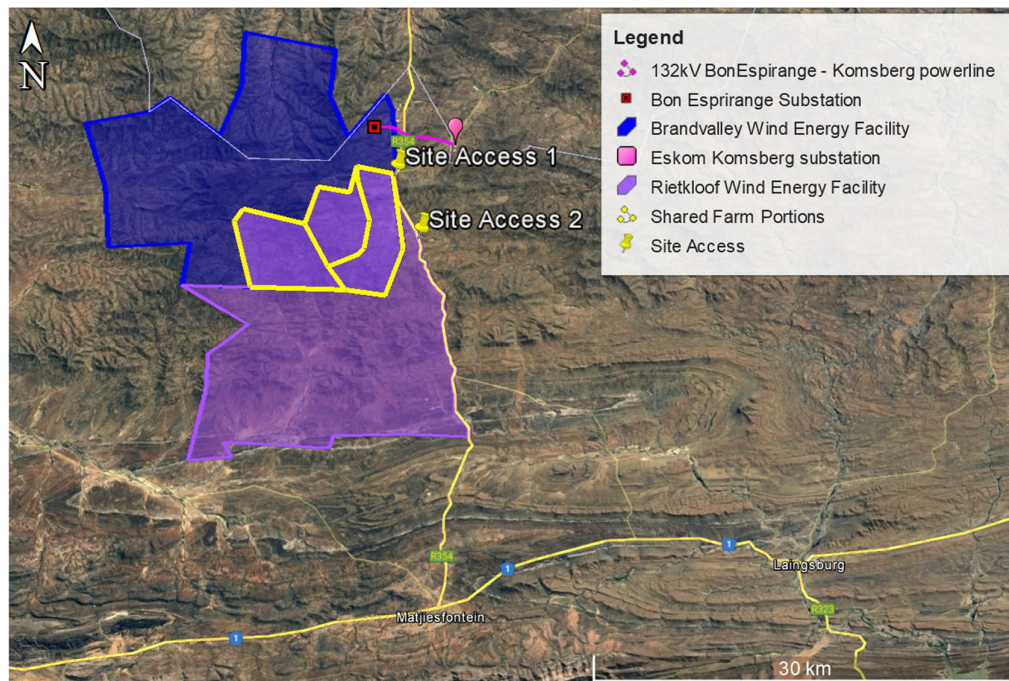 N
Legend
132kV BonEspirange - Komsberg powerline
Bon Esprirange Substation
Brandvalley Wind Energy Facility
Eskom Komsberg substation
Rietkloof Wind Energy Facility
Shared Farm Portions
Site Access
R354
Site Access 1
Site Access 2
R354
1
1
Laingsburg
R323
Matjiesfontein
1
30 km